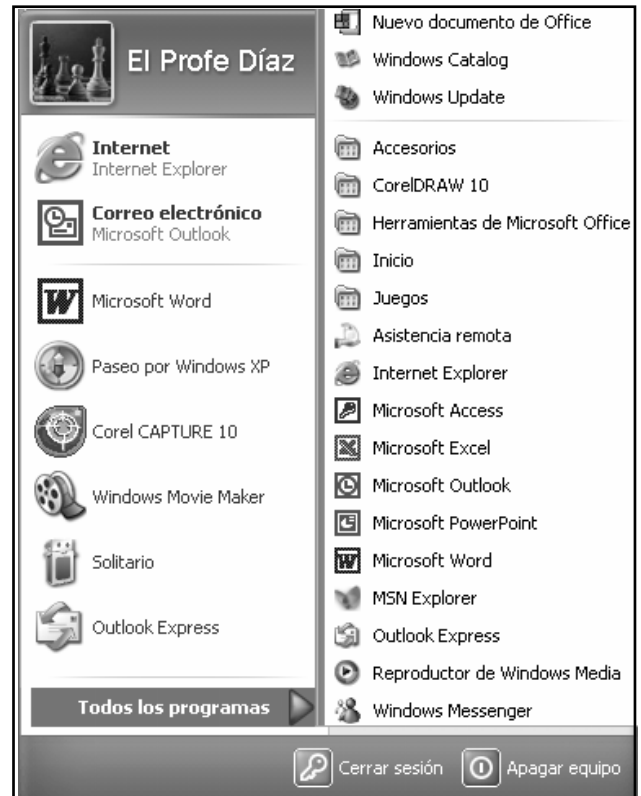 El Profe Díaz
Internet
Internet Explorer
Correo electrónico
Microsoft Outlook
Microsoft Word
Paseo por Windows XP
Corel CAPTURE 10
Windows Movie Maker
Solitario
Outlook Express
Todos los programas
Nuevo documento de Office
Windows Catalog
Windows Update
Accesorios
CorelDRAW 10
Herramientas de Microsoft Office
Inicio
Juegos
Asistencia remota
Internet Explorer
Microsoft Access
Microsoft Excel
Microsoft Outlook
Microsoft PowerPoint
Microsoft Word
MSN Explorer
Outlook Express
Reproductor de Windows Media
Windows Messenger
Cerrar sesión
Apagar equipo